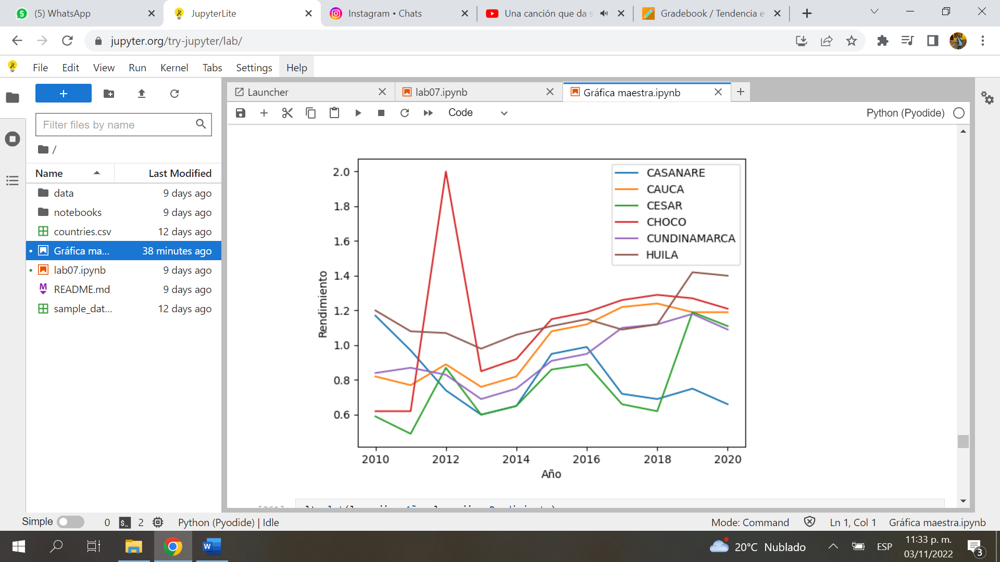 (5) WhatsApp
JupyterLite
Instagram • Chats
Una canción que da s
Gradebook / Tendencia e
jupyter.org/try-jupyter/lab/
File Edit View Run Kernel Tabs Settings Help
Launcher
lab07.ipynb
Gráfica maestra.ipynb
Code
Python (Pyodide)
Filter files by name
/
Name Last Modified
data 9 days ago
notebooks 9 days ago
countries.csv 12 days ago
Gráfica ma... 38 minutes ago
lab07.ipynb 9 days ago
README.md 9 days ago
sample_dat... 12 days ago
2.0
1.8
1.6
1.4
1.2
1.0
0.8
0.6
Rendimiento
CASANARE
CAUCA
CESAR
CHOCO
CUNDINAMARCA
HUILA
2010 2012 2014 2016 2018 2020
Año
Simple 0 2 Python (Pyodide) | Idle
Mode: Command Ln 1, Col 1 Gráfica maestra.ipynb
20°C Nublado
ESP
11:33 p. m.
03/11/2022
3